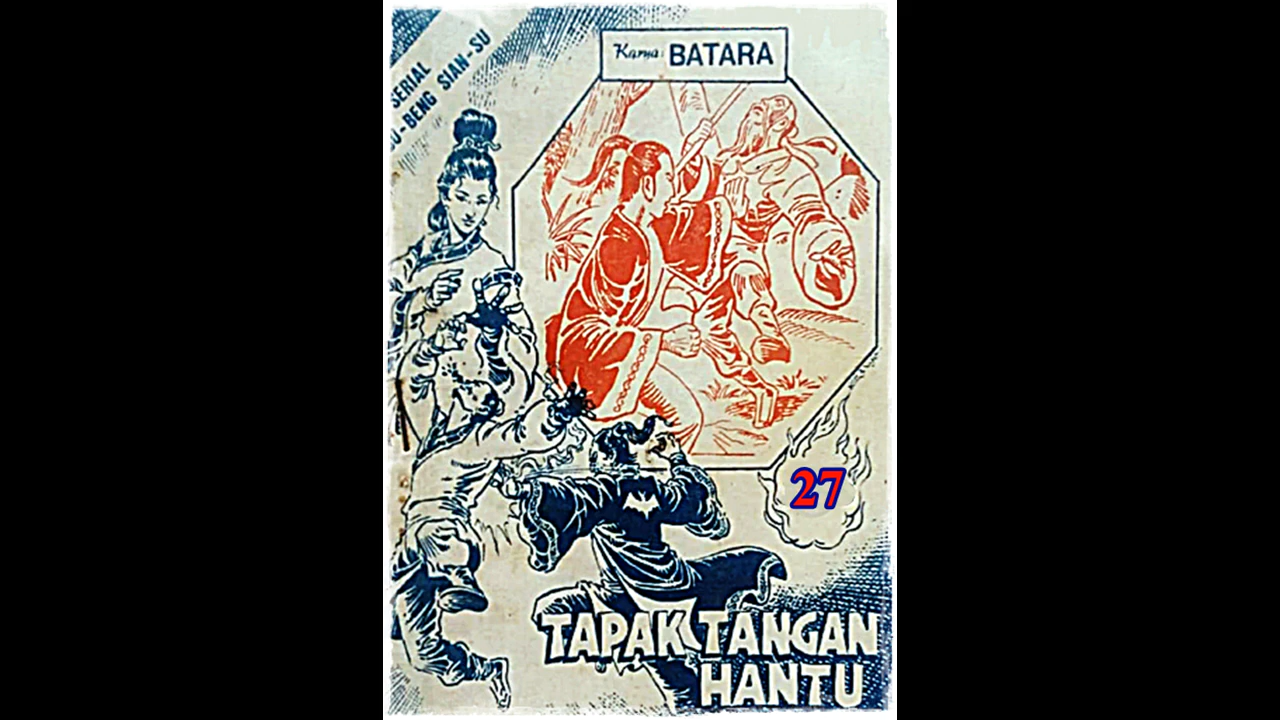 SERIAL
BENG SIAN-SU
Karya: BATARA
27
TAPAK TANGAN
HANTU